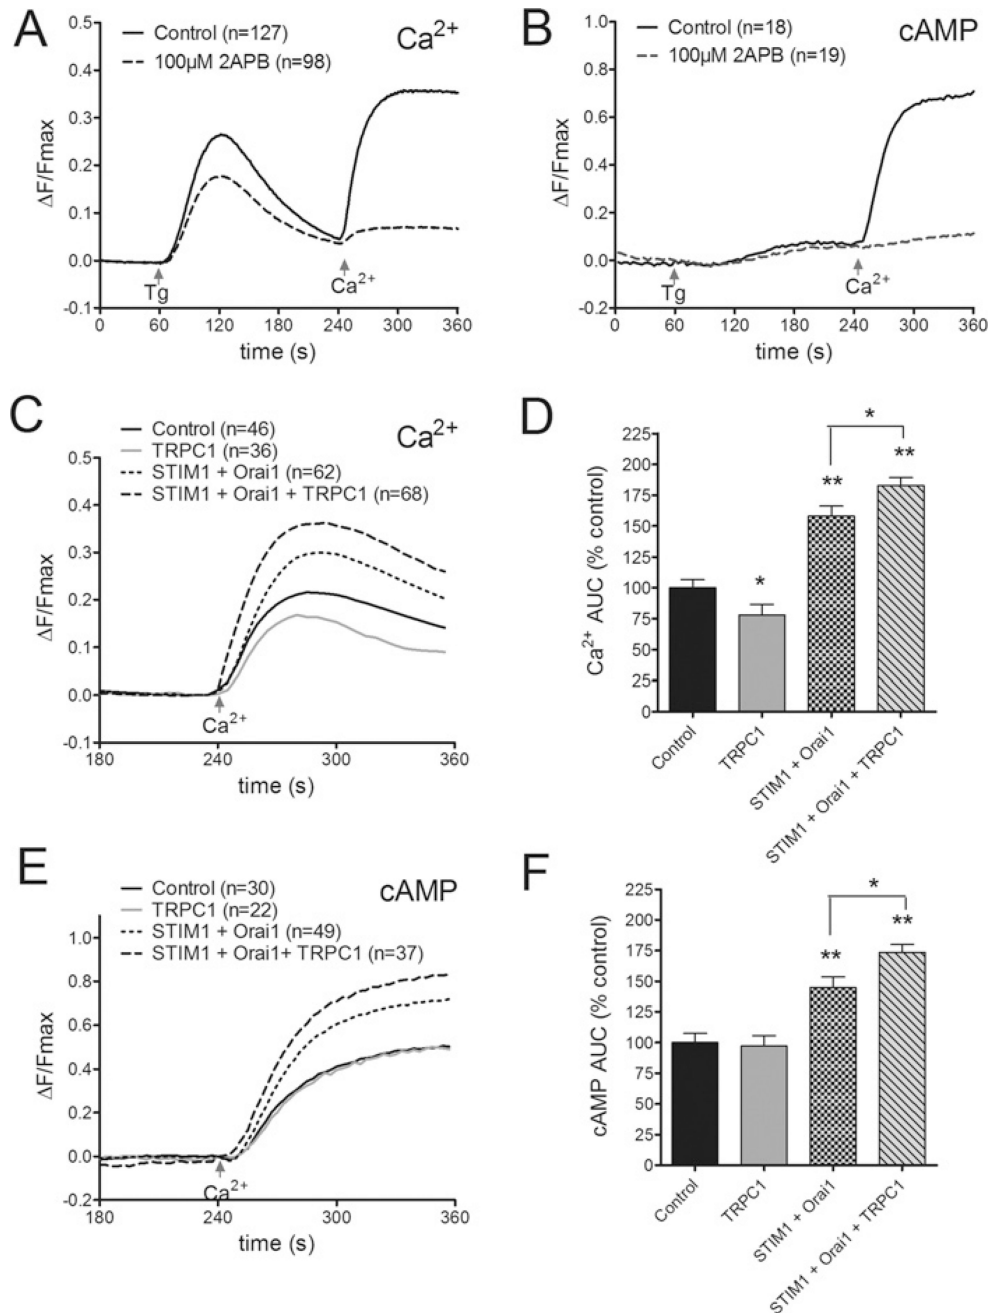 A
Ca²⁺
Control (n=127)
100µM 2APB (n=98)
ΔF/Fmax
0.5
0.4
0.3
0.2
0.1
0.0
-0.1
Tg
Ca²⁺
0 60 120 180 240 300 360
time (s)
B
cAMP
Control (n=18)
100µM 2APB (n=19)
ΔF/Fmax
1.0
0.8
0.6
0.4
0.2
0.0
-0.2
Tg
Ca²⁺
0 60 120 180 240 300 360
time (s)
C
Ca²⁺
Control (n=46)
TRPC1 (n=36)
STIM1 + Orai1 (n=62)
STIM1 + Orai1 + TRPC1 (n=68)
ΔF/Fmax
0.5
0.4
0.3
0.2
0.1
0.0
-0.1
Ca²⁺
180 240 300 360
time (s)
D
Ca²⁺ AUC (% control)
225
200
175
150
125
100
75
50
25
0
*
**
**
*
Control
TRPC1
STIM1 + Orai1
STIM1 + Orai1 + TRPC1
E
cAMP
Control (n=30)
TRPC1 (n=22)
STIM1 + Orai1 (n=49)
STIM1 + Orai1+ TRPC1 (n=37)
ΔF/Fmax
1.0
0.8
0.6
0.4
0.2
0.0
-0.2
Ca²⁺
180 240 300 360
time (s)
F
cAMP AUC (% control)
225
200
175
150
125
100
75
50
25
0
*
**
**
Control
TRPC1
STIM1 + Orai1
STIM1 + Orai1 + TRPC1